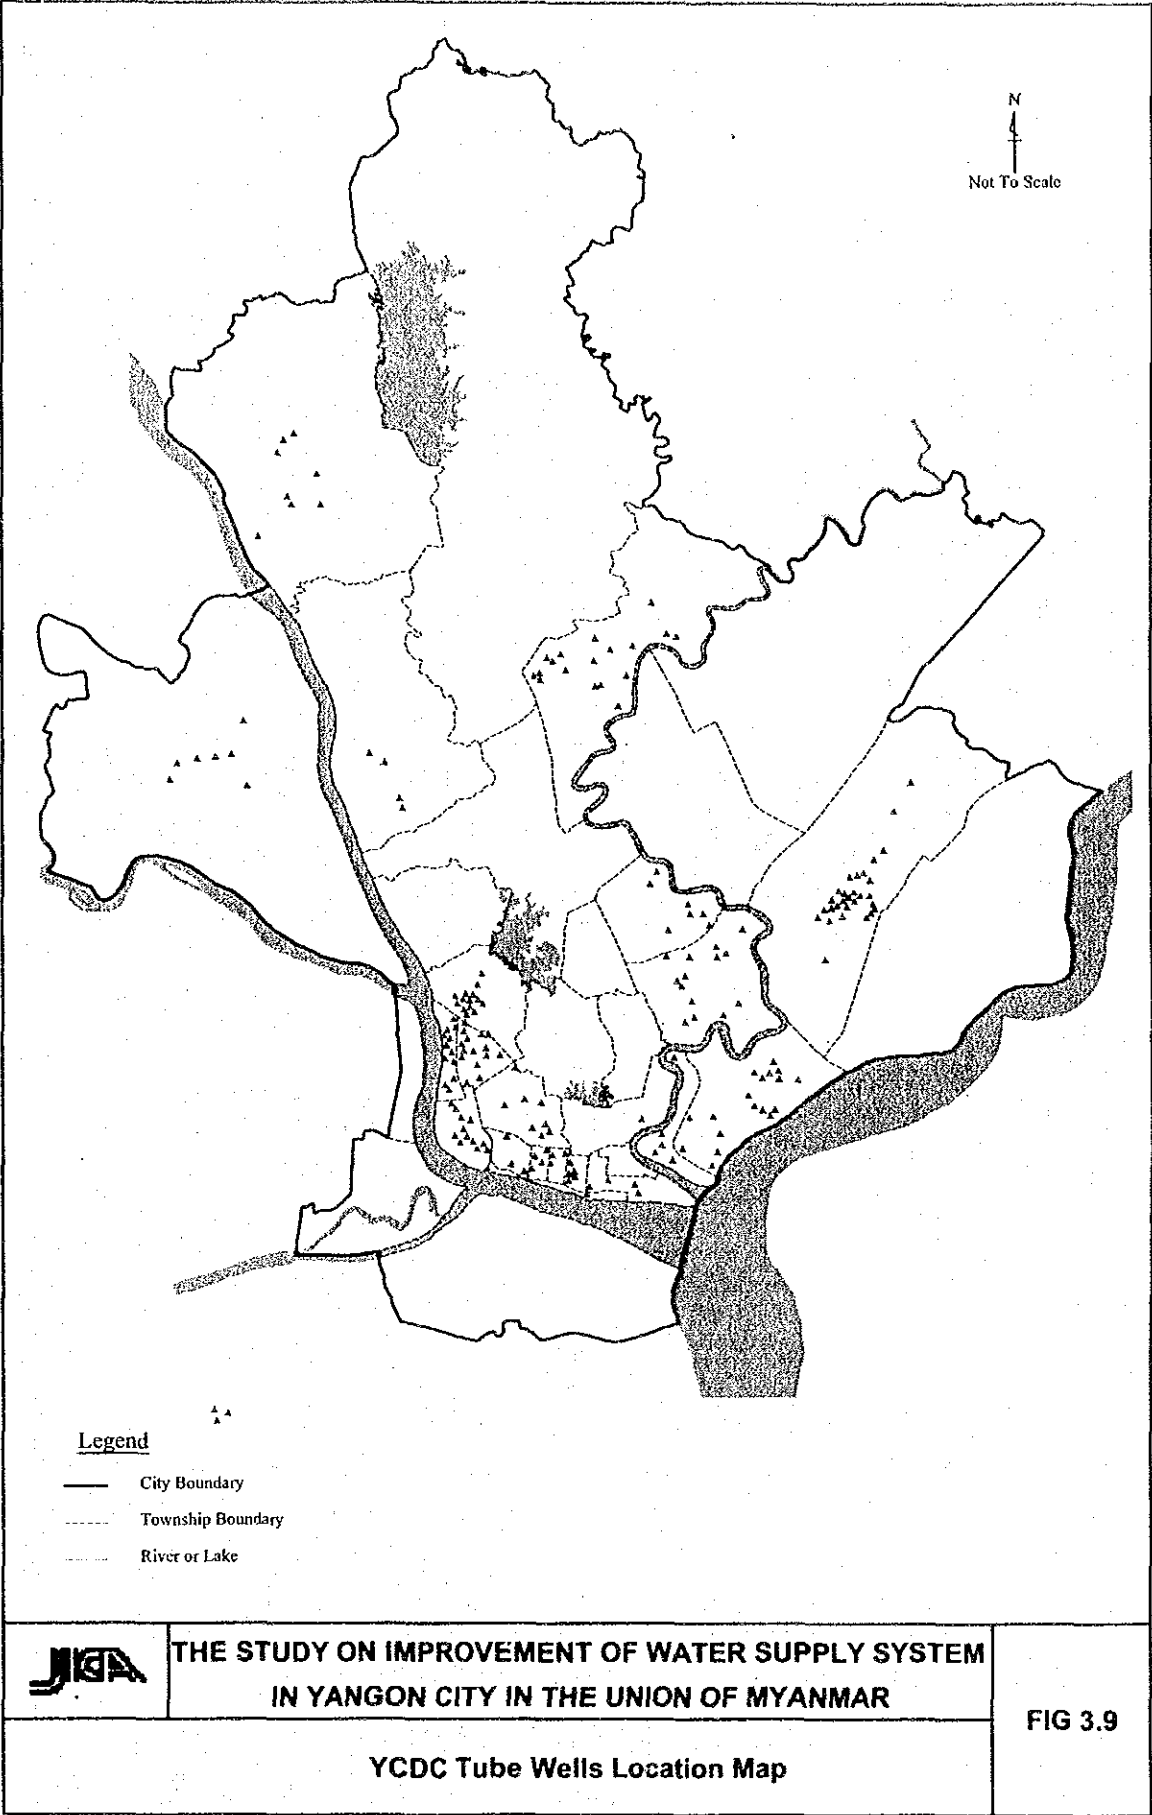 N
Not To Scale
Legend
City Boundary
Township Boundary
River or Lake
JICA
THE STUDY ON IMPROVEMENT OF WATER SUPPLY SYSTEM
IN YANGON CITY IN THE UNION OF MYANMAR
FIG 3.9
YCDC Tube Wells Location Map